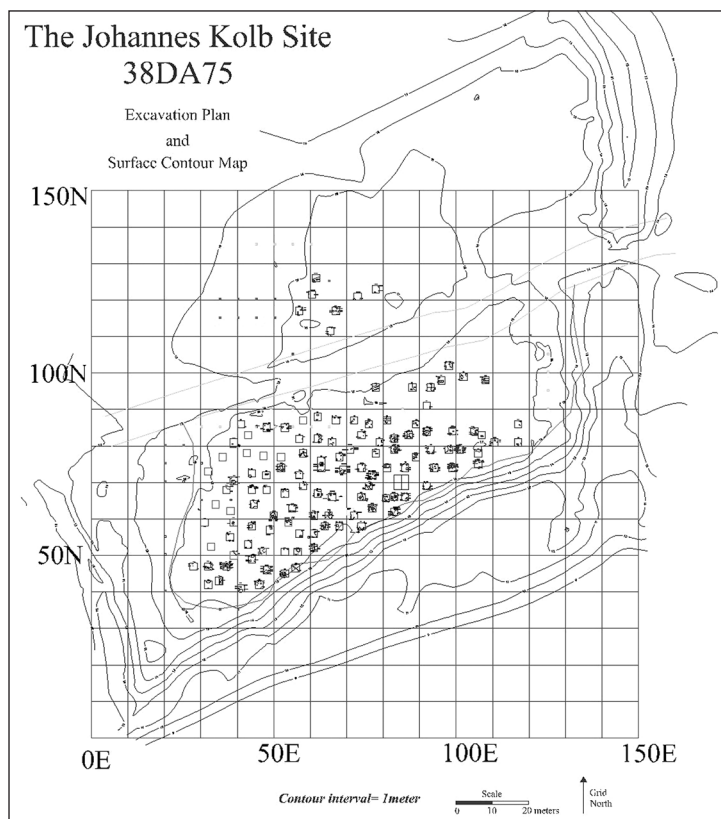 The Johannes Kolb Site
38DA75
Excavation Plan
and
Surface Contour Map
150N
100N
50N
0E
50E
100E
150E
Contour interval= 1meter
Scale
0 10 20 meters
Grid
North